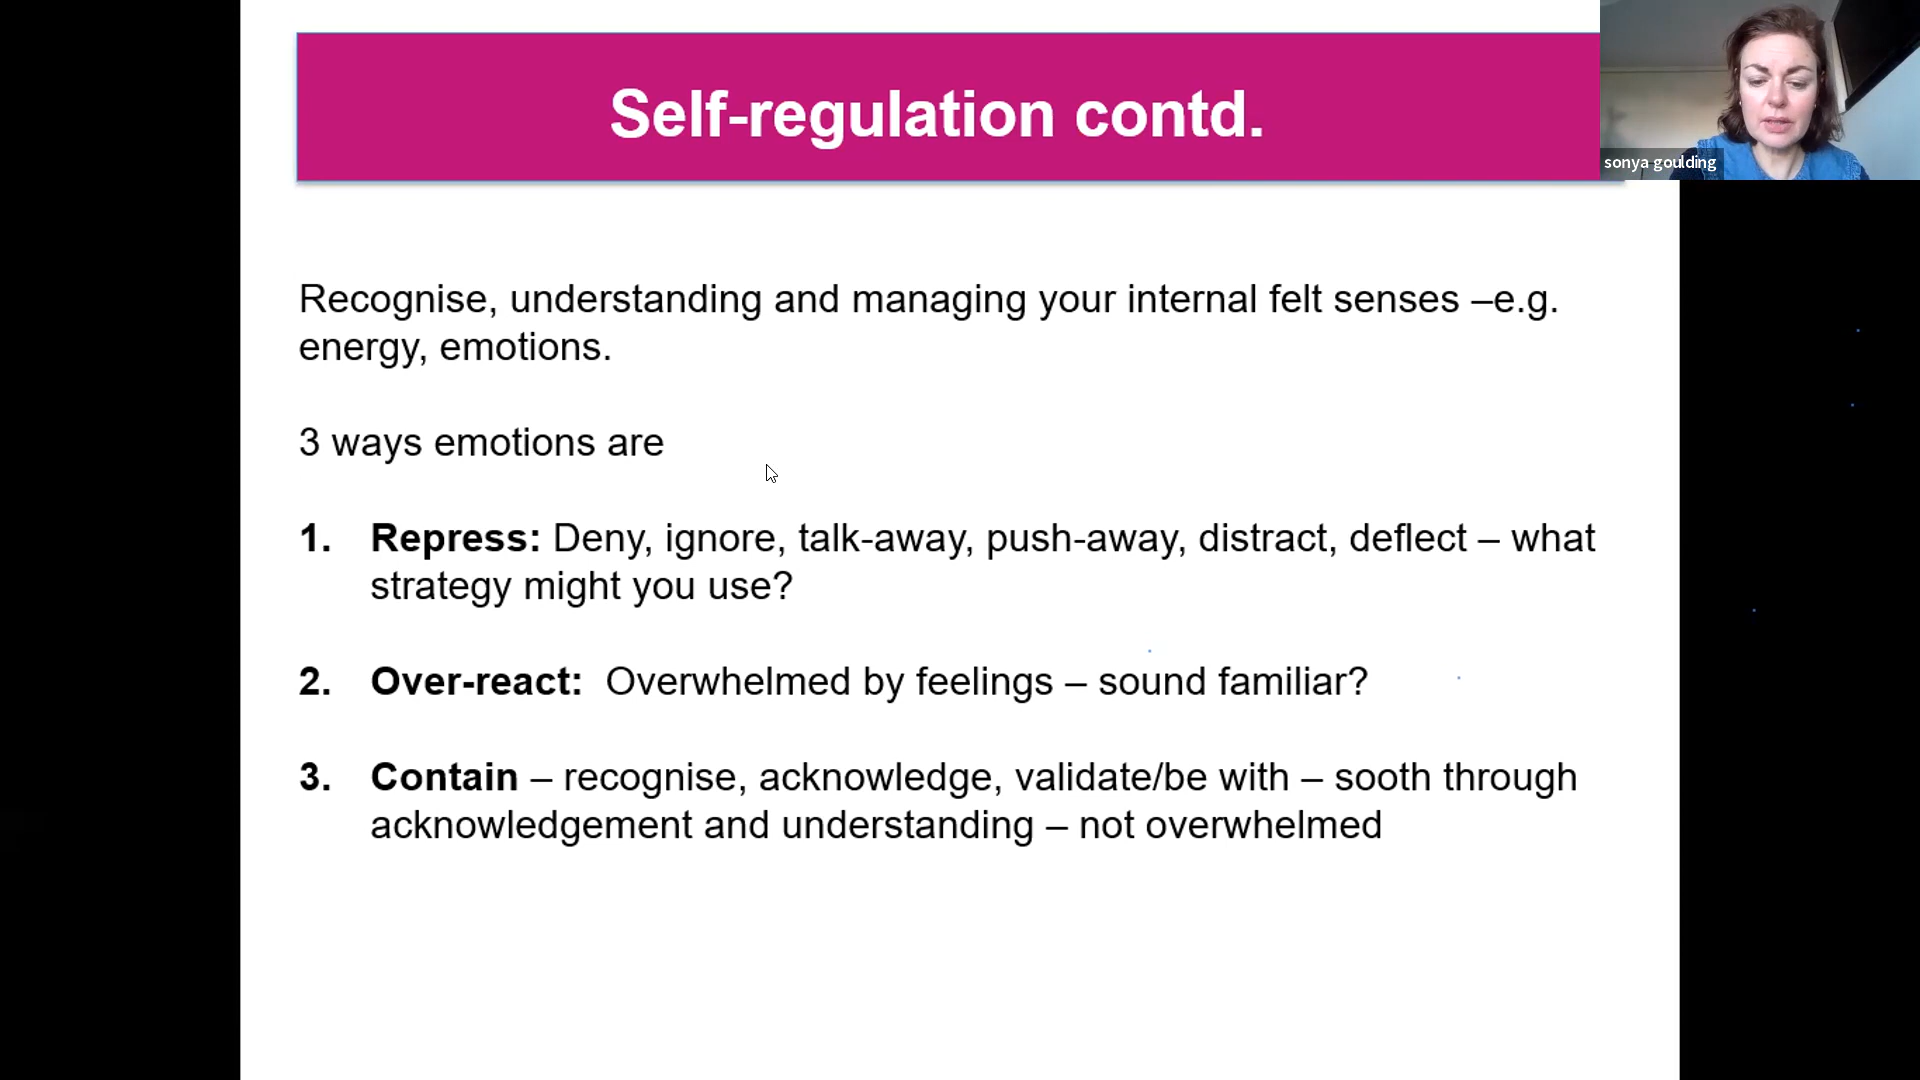 Self-regulation contd.
sonya goulding
Recognise, understanding and managing your internal felt senses –e.g.
energy, emotions.
3 ways emotions are
1. Repress: Deny, ignore, talk-away, push-away, distract, deflect – what
strategy might you use?
2. Over-react: Overwhelmed by feelings – sound familiar?
3. Contain – recognise, acknowledge, validate/be with – sooth through
acknowledgement and understanding – not overwhelmed